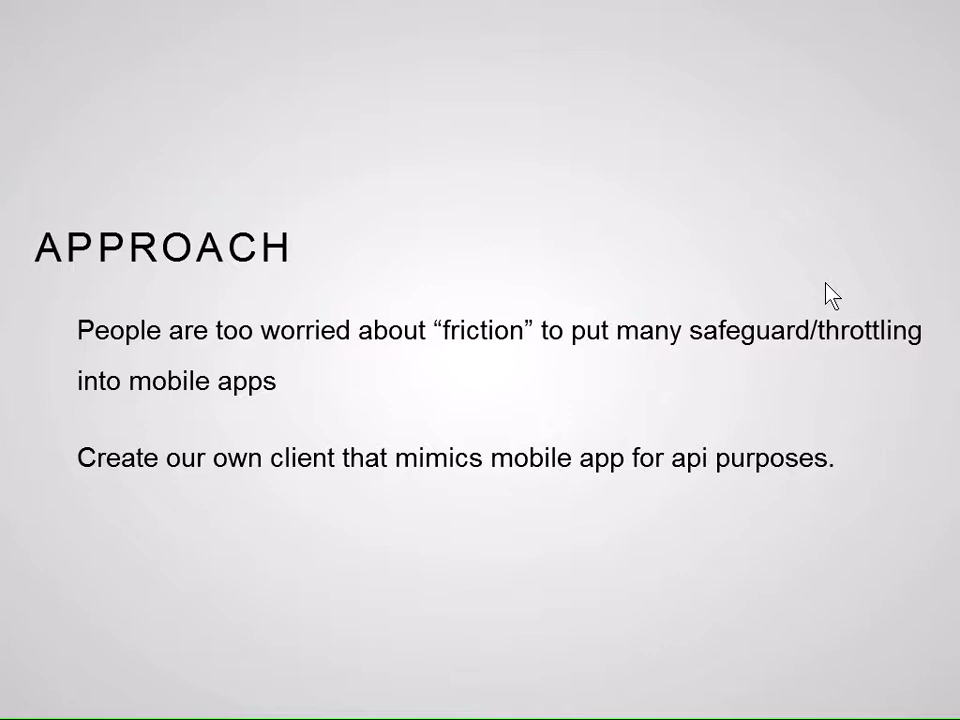 APPROACH
People are too worried about “friction” to put many safeguard/throttling
into mobile apps
Create our own client that mimics mobile app for api purposes.